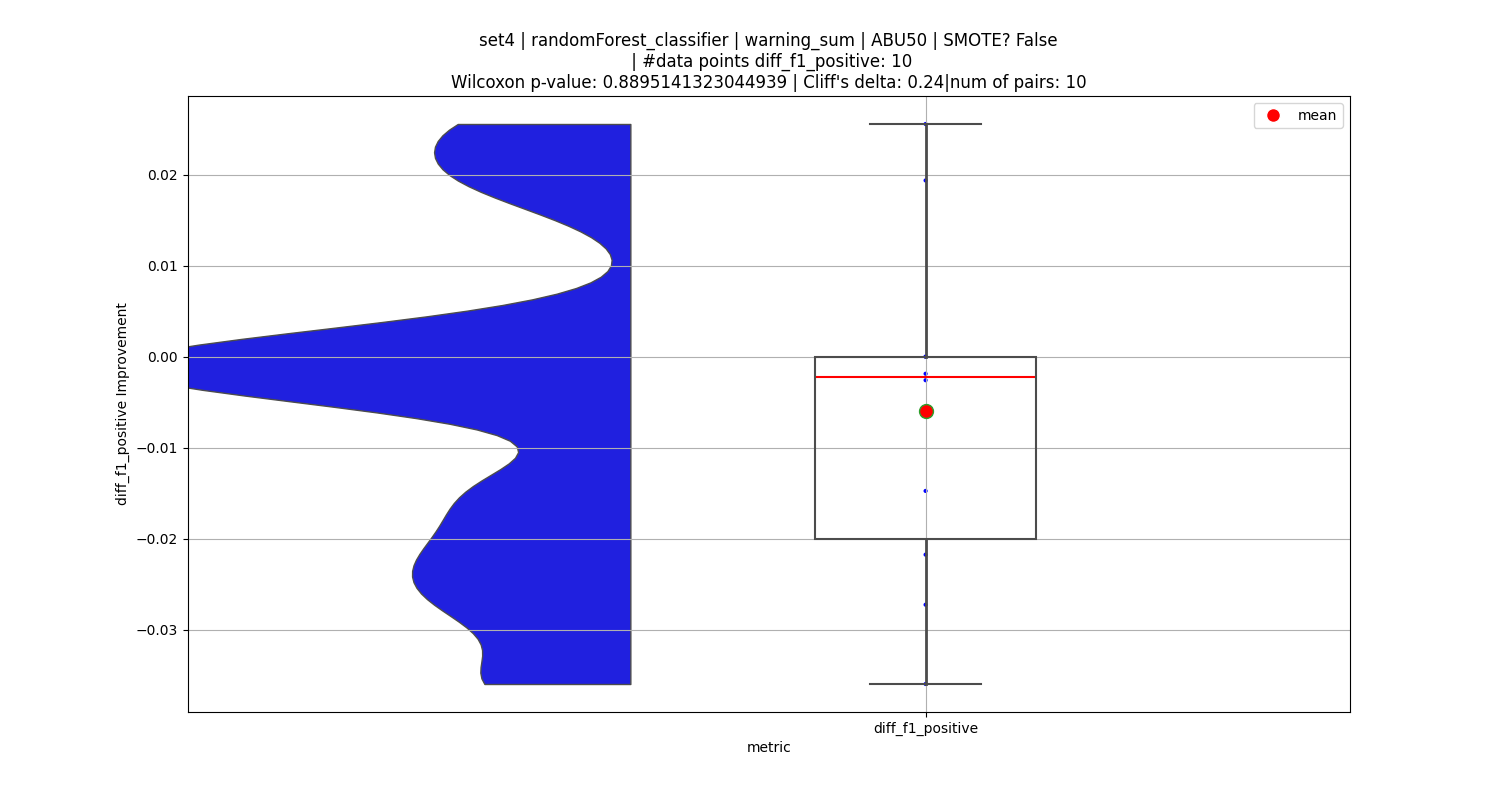 set4 | randomForest_classifier | warning_sum | ABU50 | SMOTE? False
| #data points diff_f1_positive: 10
Wilcoxon p-value: 0.8895141323044939 | Cliff's delta: 0.24|num of pairs: 10
mean
0.02
0.01
0.00
−0.01
−0.02
−0.03
diff_f1_positive Improvement
diff_f1_positive
metric